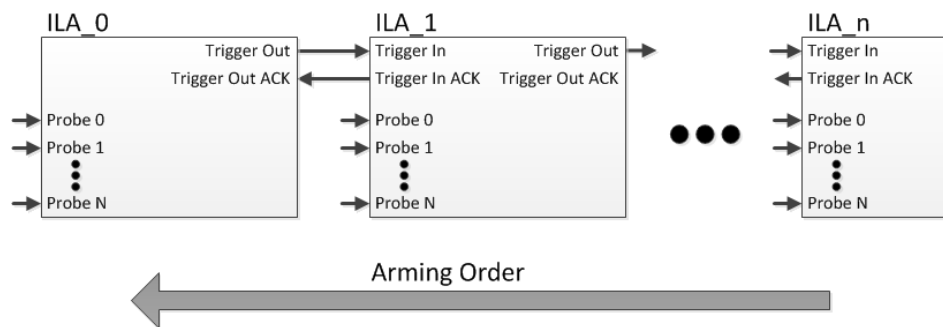 ILA_0
Trigger Out
Trigger Out ACK
Probe 0
Probe 1
Probe N
ILA_1
Trigger In
Trigger Out
Trigger In ACK
Trigger Out ACK
Probe 0
Probe 1
Probe N
ILA_n
Trigger In
Trigger In ACK
Probe 0
Probe 1
Probe N
Arming Order